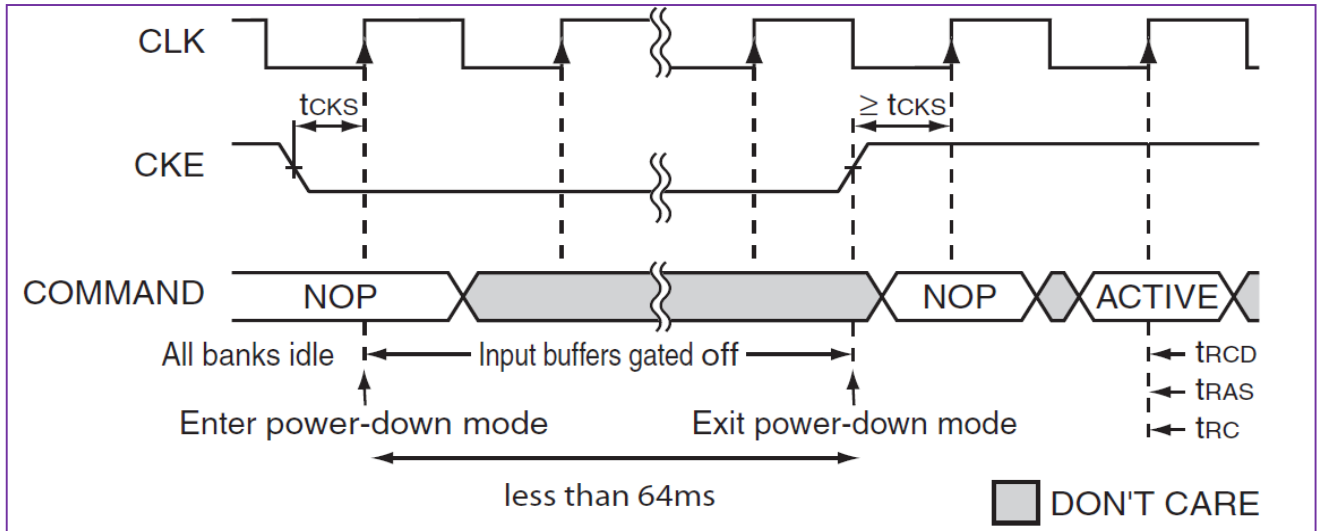 CLK
tCKS
≥ tCKS
CKE
COMMAND
NOP
NOP
ACTIVE
All banks idle
Input buffers gated off
tRCD
tRAS
tRC
Enter power-down mode
Exit power-down mode
less than 64ms
DON'T CARE